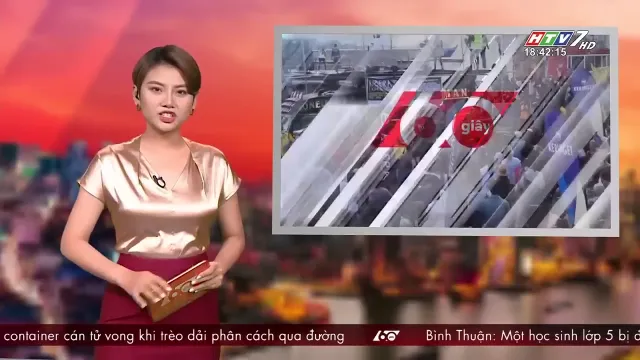 HTV7 HD
18:42:15
60 giây
container cán tử vong khi trèo dải phân cách qua đường 60 Bình Thuận: Một học sinh lớp 5 bị